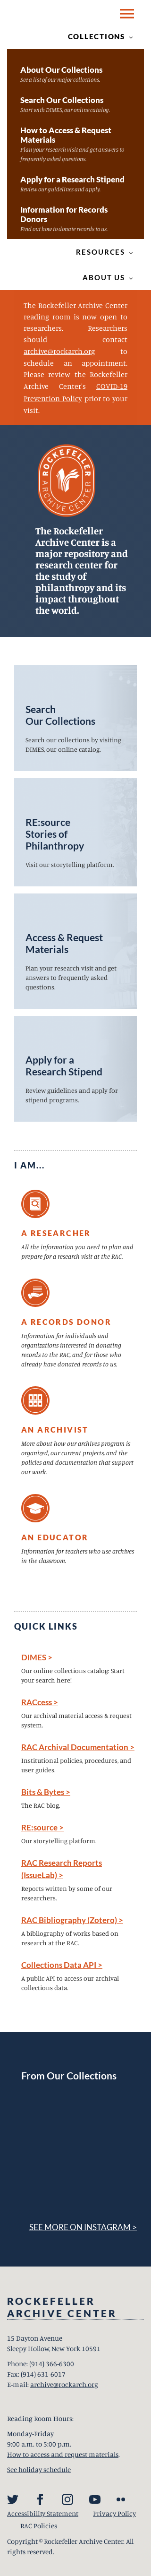 COLLECTIONS
About Our Collections
See a list of our major collections.
Search Our Collections
Start with DIMES, our online catalog.
How to Access & Request
Materials
Plan your research visit and get answers to
frequently asked questions.
Apply for a Research Stipend
Review our guidelines and apply.
Information for Records
Donors
Find out how to donate records to us.
RESOURCES
ABOUT US
The Rockefeller Archive Center
reading room is now open to
researchers. Researchers
should contact
archive@rockarch.org to
schedule an appointment.
Please review the Rockefeller
Archive Center's COVID-19
Prevention Policy prior to your
visit.
ROCKEFELLER
ARCHIVE CENTER
The Rockefeller
Archive Center is a
major repository and
research center for
the study of
philanthropy and its
impact throughout
the world.
Search
Our Collections
Search our collections by visiting
DIMES, our online catalog.
RE:source
Stories of
Philanthropy
Visit our storytelling platform.
Access & Request
Materials
Plan your research visit and get
answers to frequently asked
questions.
Apply for a
Research Stipend
Review guidelines and apply for
stipend programs.
I AM...
A RESEARCHER
All the information you need to plan and
prepare for a research visit at the RAC.
A RECORDS DONOR
Information for individuals and
organizations interested in donating
records to the RAC, and for those who
already have donated records to us.
AN ARCHIVIST
More about how our archives program is
organized, our current projects, and the
policies and documentation that support
our work.
AN EDUCATOR
Information for teachers who use archives
in the classroom.
QUICK LINKS
DIMES >
Our online collections catalog: Start
your search here!
RACcess >
Our archival material access & request
system.
RAC Archival Documentation >
Institutional policies, procedures, and
user guides.
Bits & Bytes >
The RAC blog.
RE:source >
Our storytelling platform.
RAC Research Reports
(IssueLab) >
Reports written by some of our
researchers.
RAC Bibliography (Zotero) >
A bibliography of works based on
research at the RAC.
Collections Data API >
A public API to access our archival
collections data.
From Our Collections
SEE MORE ON INSTAGRAM >
ROCKEFELLER
ARCHIVE CENTER
15 Dayton Avenue
Sleepy Hollow, New York 10591
Phone: (914) 366-6300
Fax: (914) 631-6017
E-mail: archive@rockarch.org
Reading Room Hours:
Monday-Friday
9:00 a.m. to 5:00 p.m.
How to access and request materials.
See holiday schedule
Accessibility Statement Privacy Policy
RAC Policies
Copyright © Rockefeller Archive Center. All
rights reserved.